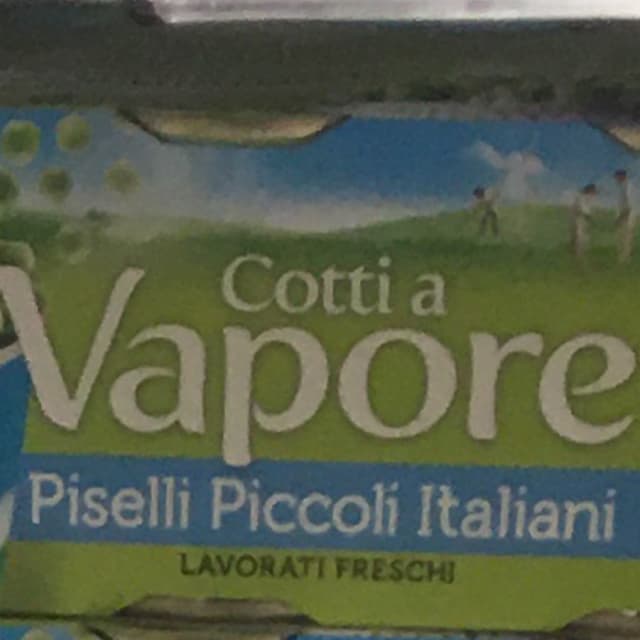 Cotti a
Vapore
Piselli Piccoli Italiani
LAVORATI FRESCHI